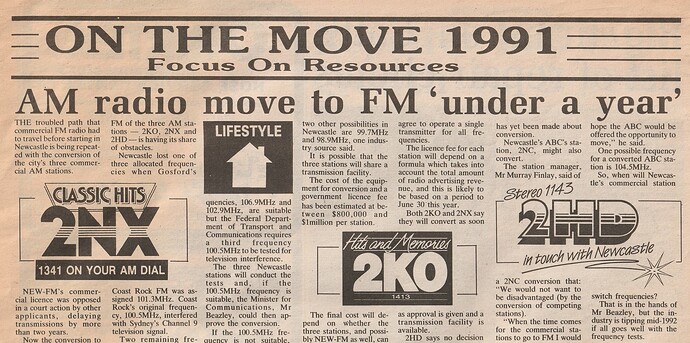 ON THE MOVE 1991
Focus On Resources
AM radio move to FM 'under a year'
THE troubled path that
commercial FM radio had
to travel before starting in
Newcastle is being repeat-
ed with the conversion of
the city's three commer-
cial AM stations.
CLASSIC HITS
2NX
1341 ON YOUR AM DIAL
NEW-FM's commer-
cial licence was opposed
in a court action by other
applicants, delaying
transmissions by more
than two years.
Now the conversion to
FM of the three AM sta-
tions — 2KO, 2NX and
2HD — is having its share
of obstacles.
Newcastle lost one of
three allocated frequen-
cies when Gosford's
Coast Rock FM was as-
signed 101.3MHz. Coast
Rock's original frequen-
cy, 100.5MHz, interfered
with Sydney's Channel 9
television signal.
Two remaining fre-
LIFESTYLE
quencies, 106.9MHz and
102.9MHz, are suitable
but the Federal Depart-
ment of Transport and
Communications requires
a third frequency
100.5MHz to be tested for
television interference.
The three Newcastle
stations will conduct the
tests and, if the
100.5MHz frequency is
suitable, the Minister for
Communications, Mr
Beazley, could then ap-
prove the conversion.
If the 100.5MHz fre-
quency is not suitable,
two other possibilities in
Newcastle are 99.7MHz
and 98.9MHz, one indu-
stry source said.
It is possible that the
three stations will share a
transmission facility.
The cost of the equip-
ment for conversion and a
government licence fee
has been estimated at be-
tween $800,000 and
$1million per station.
Hits and Memories
2KO
1413
The final cost will de-
pend on whether the
three stations, and possi-
bly NEW-FM as well, can
agree to operate a single
transmitter for all fre-
quencies.
The licence fee for each
station will depend on a
formula which takes into
account the total amount
of radio advertising reve-
nue, and this is likely to
be based on a period to
June 30 this year.
Both 2KO and 2NX say
they will convert as soon
as approval is given and a
transmission facility is
available.
2HD says no decision
has yet been made about
conversion.
Newcastle's ABC's sta-
tion, 2NC, might also
convert.
The station manager,
Mr Murray Finlay, said of
Stereo 1143
2HD
in touch with Newcastle
a 2NC conversion that:
"We would not want to
be disadvantaged (by the
conversion of competing
stations).
"When the time comes
for the commercial sta-
tions to go to FM I would
hope the ABC would be
offered the opportunity to
move," he said.
One possible frequency
for a converted ABC sta-
tion is 104.5MHz.
So, when will Newcas-
tle's commercial station
switch frequencies?
That is in the hands of
Mr Beazley, but the in-
dustry is tipping mid-1992
if all goes well with the
frequency tests.